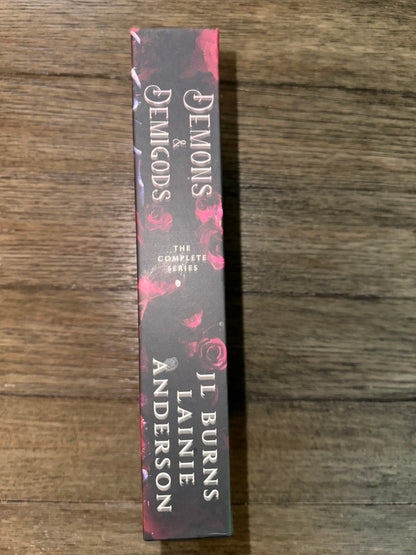 DEMONS
&
DEMIGODS
THE
COMPLETE
SERIES
JL BURNS
LAINIE
ANDERSON